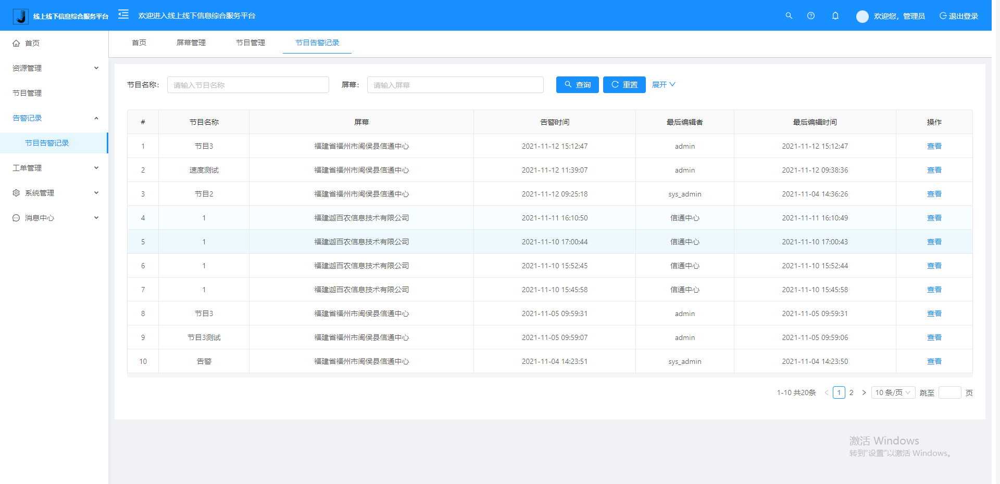 线上线下信息综合服务平台 欢迎进入线上线下信息综合服务平台 欢迎您，管理员 退出登录
首页
资源管理
节目管理
告警记录
节目告警记录
工单管理
系统管理
消息中心
首页 屏幕管理 节目管理 节目告警记录
节目名称： 请输入节目名称 屏幕： 请输入屏幕 查询 重置 展开
# 节目名称 屏幕 告警时间 最后编辑者 最后编辑时间 操作
1 节目3 福建省福州市闽侯县信通中心 2021-11-12 15:12:47 admin 2021-11-12 15:12:47 查看
2 速度测试 福建省福州市闽侯县信通中心 2021-11-12 11:39:07 admin 2021-11-12 09:38:36 查看
3 节目2 福建省福州市闽侯县信通中心 2021-11-12 09:25:18 sys_admin 2021-11-04 14:36:26 查看
4 1 福建迦百农信息技术有限公司 2021-11-11 16:10:50 信通中心 2021-11-11 16:10:49 查看
5 1 福建迦百农信息技术有限公司 2021-11-10 17:00:44 信通中心 2021-11-10 17:00:43 查看
6 1 福建迦百农信息技术有限公司 2021-11-10 15:52:45 信通中心 2021-11-10 15:52:44 查看
7 1 福建迦百农信息技术有限公司 2021-11-10 15:45:58 信通中心 2021-11-10 15:45:58 查看
8 节目3 福建省福州市闽侯县信通中心 2021-11-05 09:59:31 admin 2021-11-05 09:59:31 查看
9 节目3测试 福建省福州市闽侯县信通中心 2021-11-05 09:59:07 admin 2021-11-05 09:59:06 查看
10 告警 福建省福州市闽侯县信通中心 2021-11-04 14:23:51 sys_admin 2021-11-04 14:23:50 查看
1-10 共20条 < 1 2 > 10 条/页 跳至 页
激活 Windows
转到"设置"以激活 Windows。